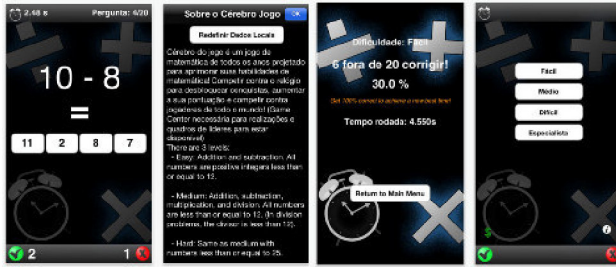 2.48 s Pergunta: 4/20
10 - 8
=
11 2 8 7
2 1
Sobre o Cérebro Jogo OK
Redefinir Dados Locais
Cérebro do jogo é um jogo de
matemática de todos os anos projetado
para aprimorar suas habilidades de
matemática! Competir contra o relógio
para desbloquear conquistas, aumentar
a sua pontuação e competir contra
jogadores de todo o mundo! (Game
Center necessária para realizações e
quadros de líderes para estar
disponível)
There are 3 levels:
- Easy: Addition and subtraction. All
numbers are positive integers less than
or equal to 12.
- Medium: Addition, subtraction,
multiplication, and division. All numbers
are less than or equal to 12. (In division
problems, the divisor is less than 12).
- Hard: Same as medium with
numbers less than or equal to 25.
Dificuldade: Fácil
6 fora de 20 corrigir!
30.0 %
Get 100% correct to achieve a new best time!
Tempo rodada: 4.550s
Return to Main Menu
Fácil
Médio
Difícil
Especialista
$ i